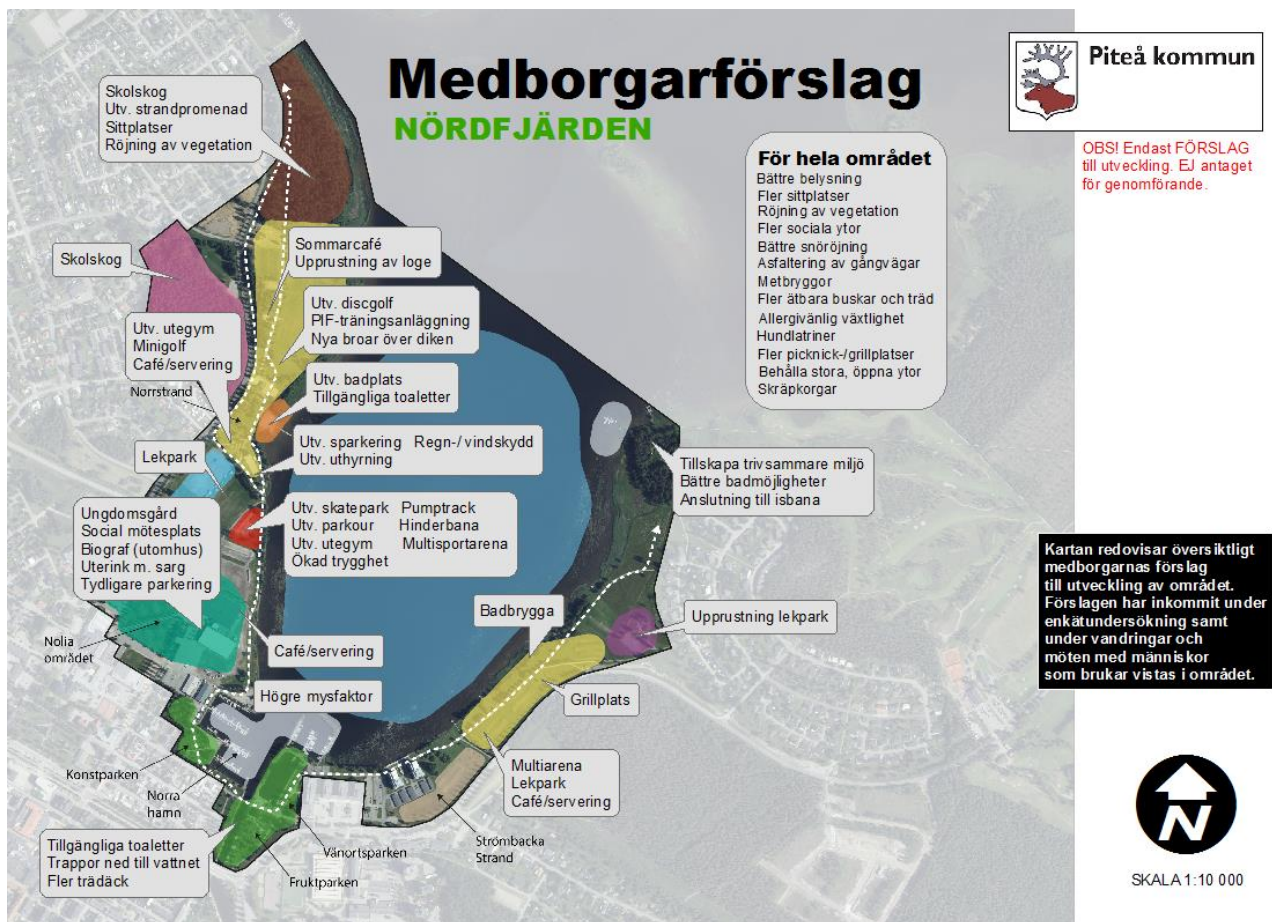 Medborgarförslag
NÖRDFJÄRDEN
Piteå kommun
OBS! Endast FÖRSLAG
till utveckling. EJ antaget
för genomförande.
Skolskog
Utv. strandpromenad
Sittplatser
Röjning av vegetation
För hela området
Bättre belysning
Fler sittplatser
Röjning av vegetation
Fler sociala ytor
Bättre snöröjning
Asfaltering av gångvägar
Metbryggor
Fler ätbara buskar och träd
Allergivänlig växtlighet
Hundlatriner
Fler picknick-/grillplatser
Behålla stora, öppna ytor
Skräpkorgar
Skolskog
Sommarcafé
Upprustning av loge
Utv. discgolf
PIF-träningsanläggning
Nya broar över diken
Utv. utegym
Minigolf
Café/servering
Norrstrand
Utv. badplats
Tillgängliga toaletter
Utv. sparkering Regn-/vindskydd
Utv. uthyrning
Lekpark
Tillskapa trivsammare miljö
Bättre badmöjligheter
Anslutning till isbana
Utv. skatepark Pumptrack
Utv. parkour Hinderbana
Utv. utegym Multisportarena
Ökad trygghet
Ungdomsgård
Social mötesplats
Biograf (utomhus)
Uterink m. sarg
Tydligare parkering
Kartan redovisar översiktligt
medborgarnas förslag
till utveckling av området.
Förslagen har inkommit under
enkätundersökning samt
under vandringar och
möten med människor
som brukar vistas i området.
Badbrygga
Upprustning lekpark
Nolia
området
Café/servering
Högre mysfaktor
Grillplats
Konstparken
Norra
hamn
Multiarena
Lekpark
Café/servering
Strömbacka
Strand
Tillgängliga toaletter
Trappor ned till vattnet
Fler trädäck
Vänortsparken
Fruktparken
N
SKALA 1:10 000